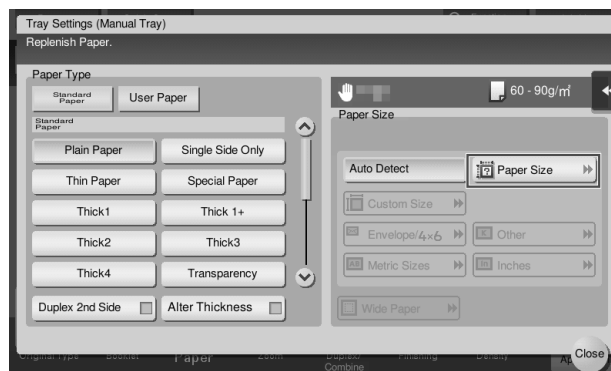 Tray Settings (Manual Tray)
Replenish Paper.
Paper Type
Standard
Paper
User Paper
Standard
Paper
Plain Paper
Single Side Only
Thin Paper
Special Paper
Thick1
Thick 1+
Thick2
Thick3
Thick4
Transparency
Duplex 2nd Side
Alter Thickness
60 - 90g/㎡
Paper Size
Auto Detect
? Paper Size
Custom Size
Envelope/4×6
Other
Metric Sizes
Inches
Wide Paper
Original Type
Booklet
Paper
Zoom
Duplex/
Combine
Finishing
Density
Close